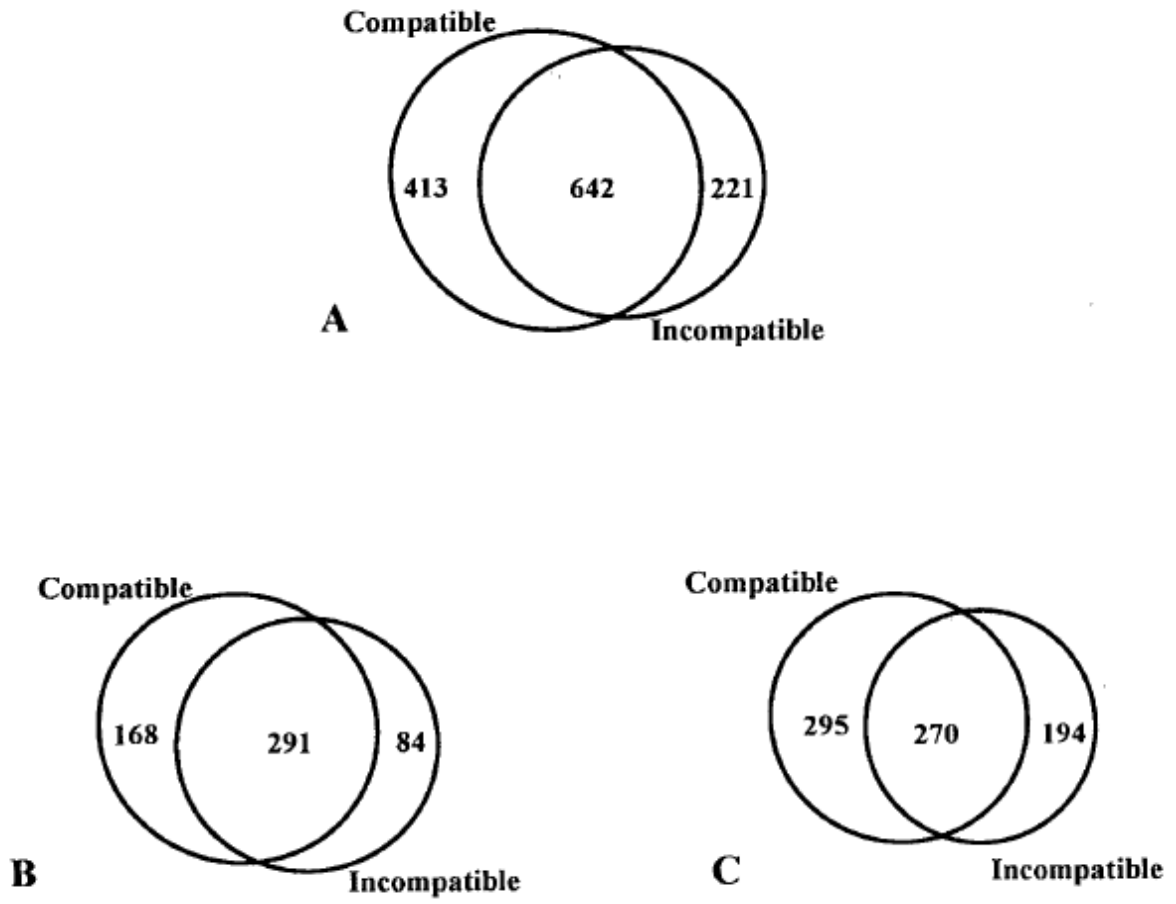 Compatible
413 642 221
A
Incompatible
Compatible
168 291 84
B
Incompatible
Compatible
295 270 194
C
Incompatible